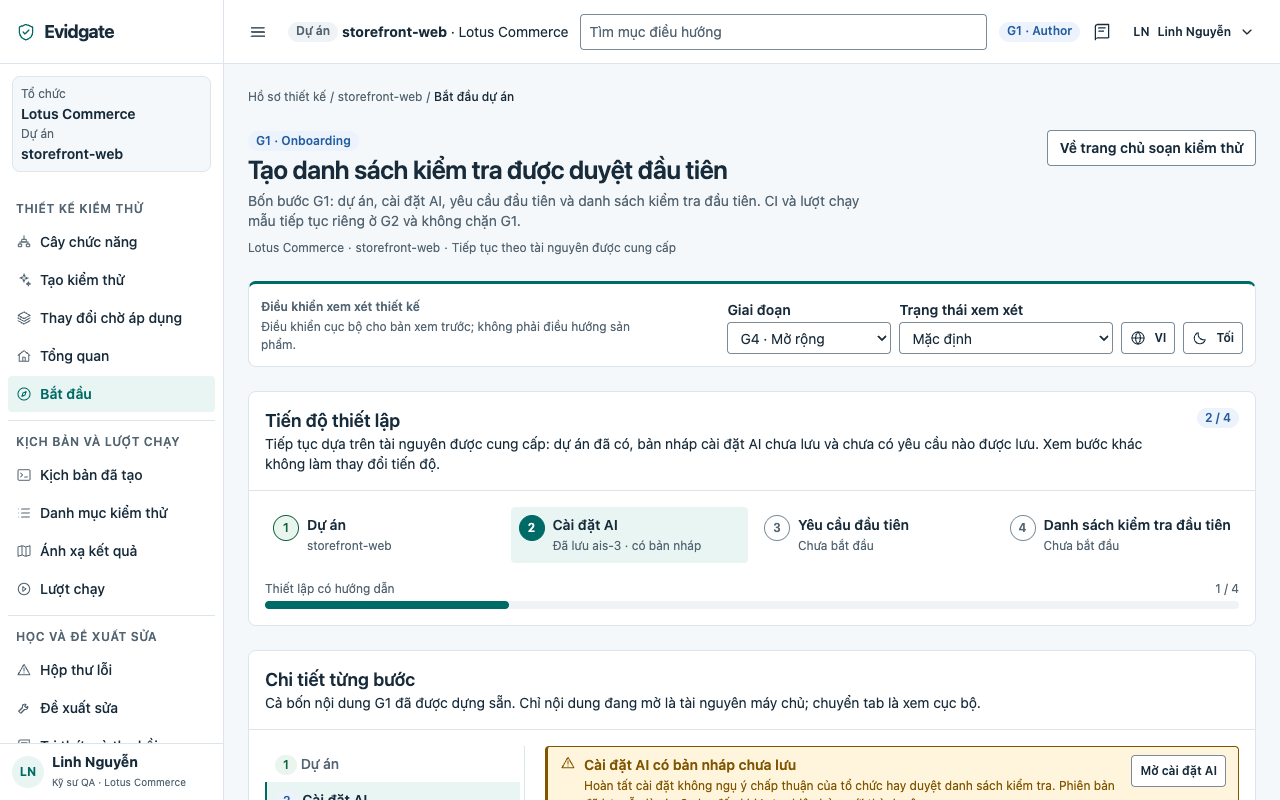 Evidgate
Dự án storefront-web · Lotus Commerce
Tìm mục điều hướng
G1 · Author
LN Linh Nguyễn
Tổ chức
Lotus Commerce
Dự án
storefront-web
THIẾT KẾ KIỂM THỬ
Cây chức năng
Tạo kiểm thử
Thay đổi chờ áp dụng
Tổng quan
Bắt đầu
KỊCH BẢN VÀ LƯỢT CHẠY
Kịch bản đã tạo
Danh mục kiểm thử
Ánh xạ kết quả
Lượt chạy
HỌC VÀ ĐỀ XUẤT SỬA
Hộp thư lỗi
Đề xuất sửa
LN
Linh Nguyễn
Kỹ sư QA · Lotus Commerce
Hồ sơ thiết kế / storefront-web / Bắt đầu dự án
G1 · Onboarding
Tạo danh sách kiểm tra được duyệt đầu tiên
Bốn bước G1: dự án, cài đặt AI, yêu cầu đầu tiên và danh sách kiểm tra đầu tiên. CI và lượt chạy
mẫu tiếp tục riêng ở G2 và không chặn G1.
Lotus Commerce · storefront-web · Tiếp tục theo tài nguyên được cung cấp
Về trang chủ soạn kiểm thử
Điều khiển xem xét thiết kế
Điều khiển cục bộ cho bản xem trước; không phải điều hướng sản
phẩm.
Giai đoạn
G4 · Mở rộng
Trạng thái xem xét
Mặc định
VI
Tối
Tiến độ thiết lập
2 / 4
Tiếp tục dựa trên tài nguyên được cung cấp: dự án đã có, bản nháp cài đặt AI chưa lưu và chưa có yêu cầu nào được lưu. Xem bước khác
không làm thay đổi tiến độ.
1 Dự án
storefront-web
2 Cài đặt AI
Đã lưu ais-3 · có bản nháp
3 Yêu cầu đầu tiên
Chưa bắt đầu
4 Danh sách kiểm tra đầu tiên
Chưa bắt đầu
Thiết lập có hướng dẫn
1 / 4
Chi tiết từng bước
Cả bốn nội dung G1 đã được dựng sẵn. Chỉ nội dung đang mở là tài nguyên máy chủ; chuyển tab là xem cục bộ.
1 Dự án
2 Cài đặt AI
Cài đặt AI có bản nháp chưa lưu
Hoàn tất cài đặt không ngụ ý chấp thuận của tổ chức hay duyệt danh sách kiểm tra. Phiên bản
Mở cài đặt AI